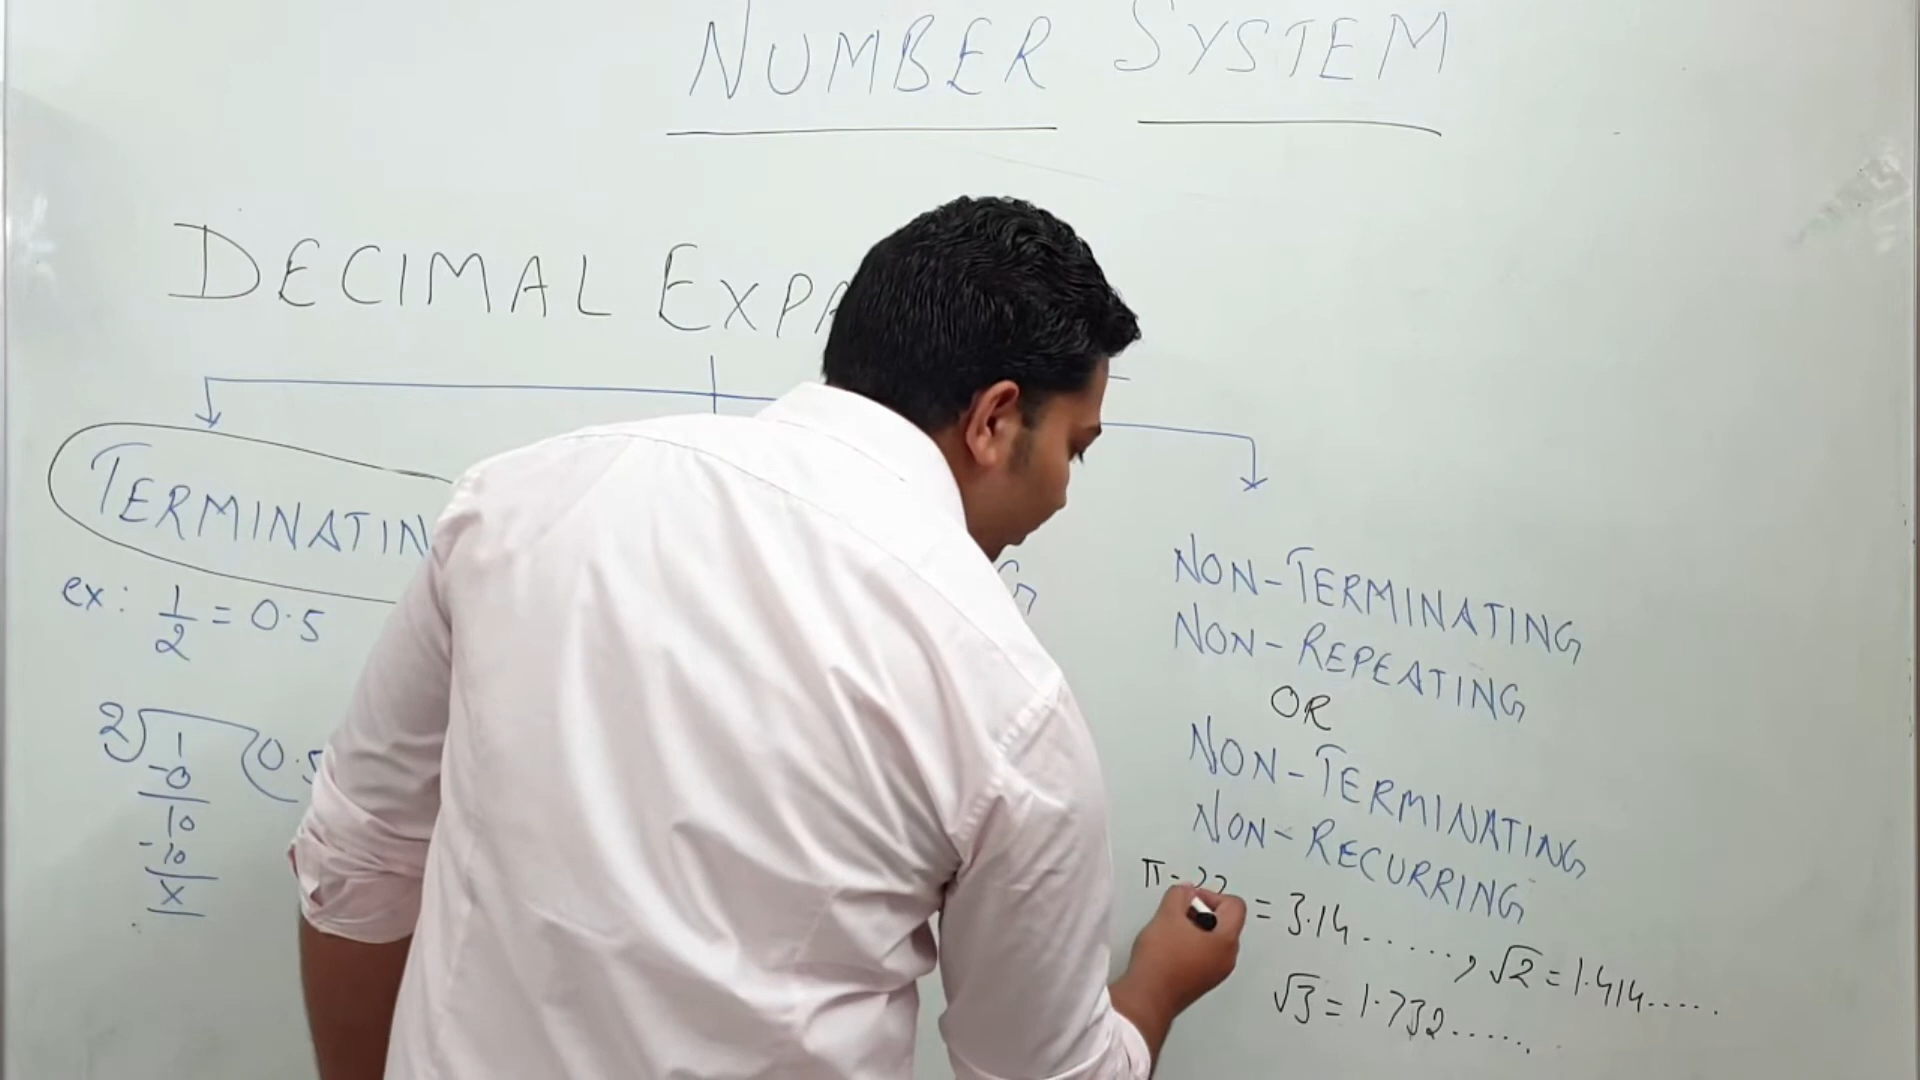 NUMBER SYSTEM
DECIMAL EXPA
TERMINATIN
G
ex: 1/2 = 0.5
2 1 0.5
-0
10
-10
x
NON-TERMINATING
NON-REPEATING
OR
NON-TERMINATING
NON-RECURRING
π = 22 = 3.14......, √2 = 1.414.....
√3 = 1.732......